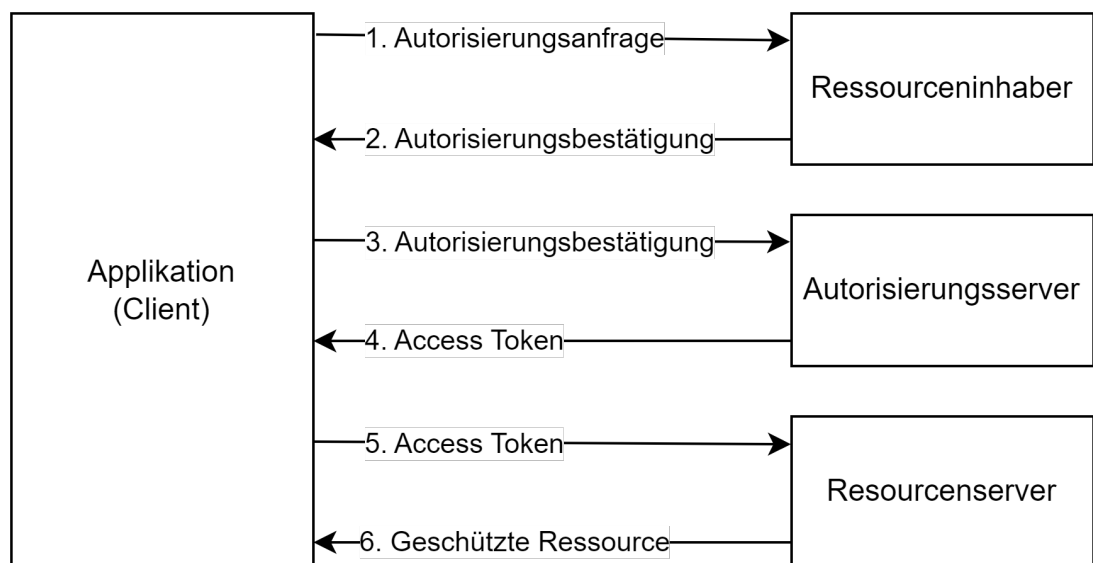 1. Autorisierungsanfrage
Ressourceninhaber
2. Autorisierungsbestätigung
3. Autorisierungsbestätigung
Applikation
(Client)
Autorisierungsserver
4. Access Token
5. Access Token
Resourcenserver
6. Geschützte Ressource